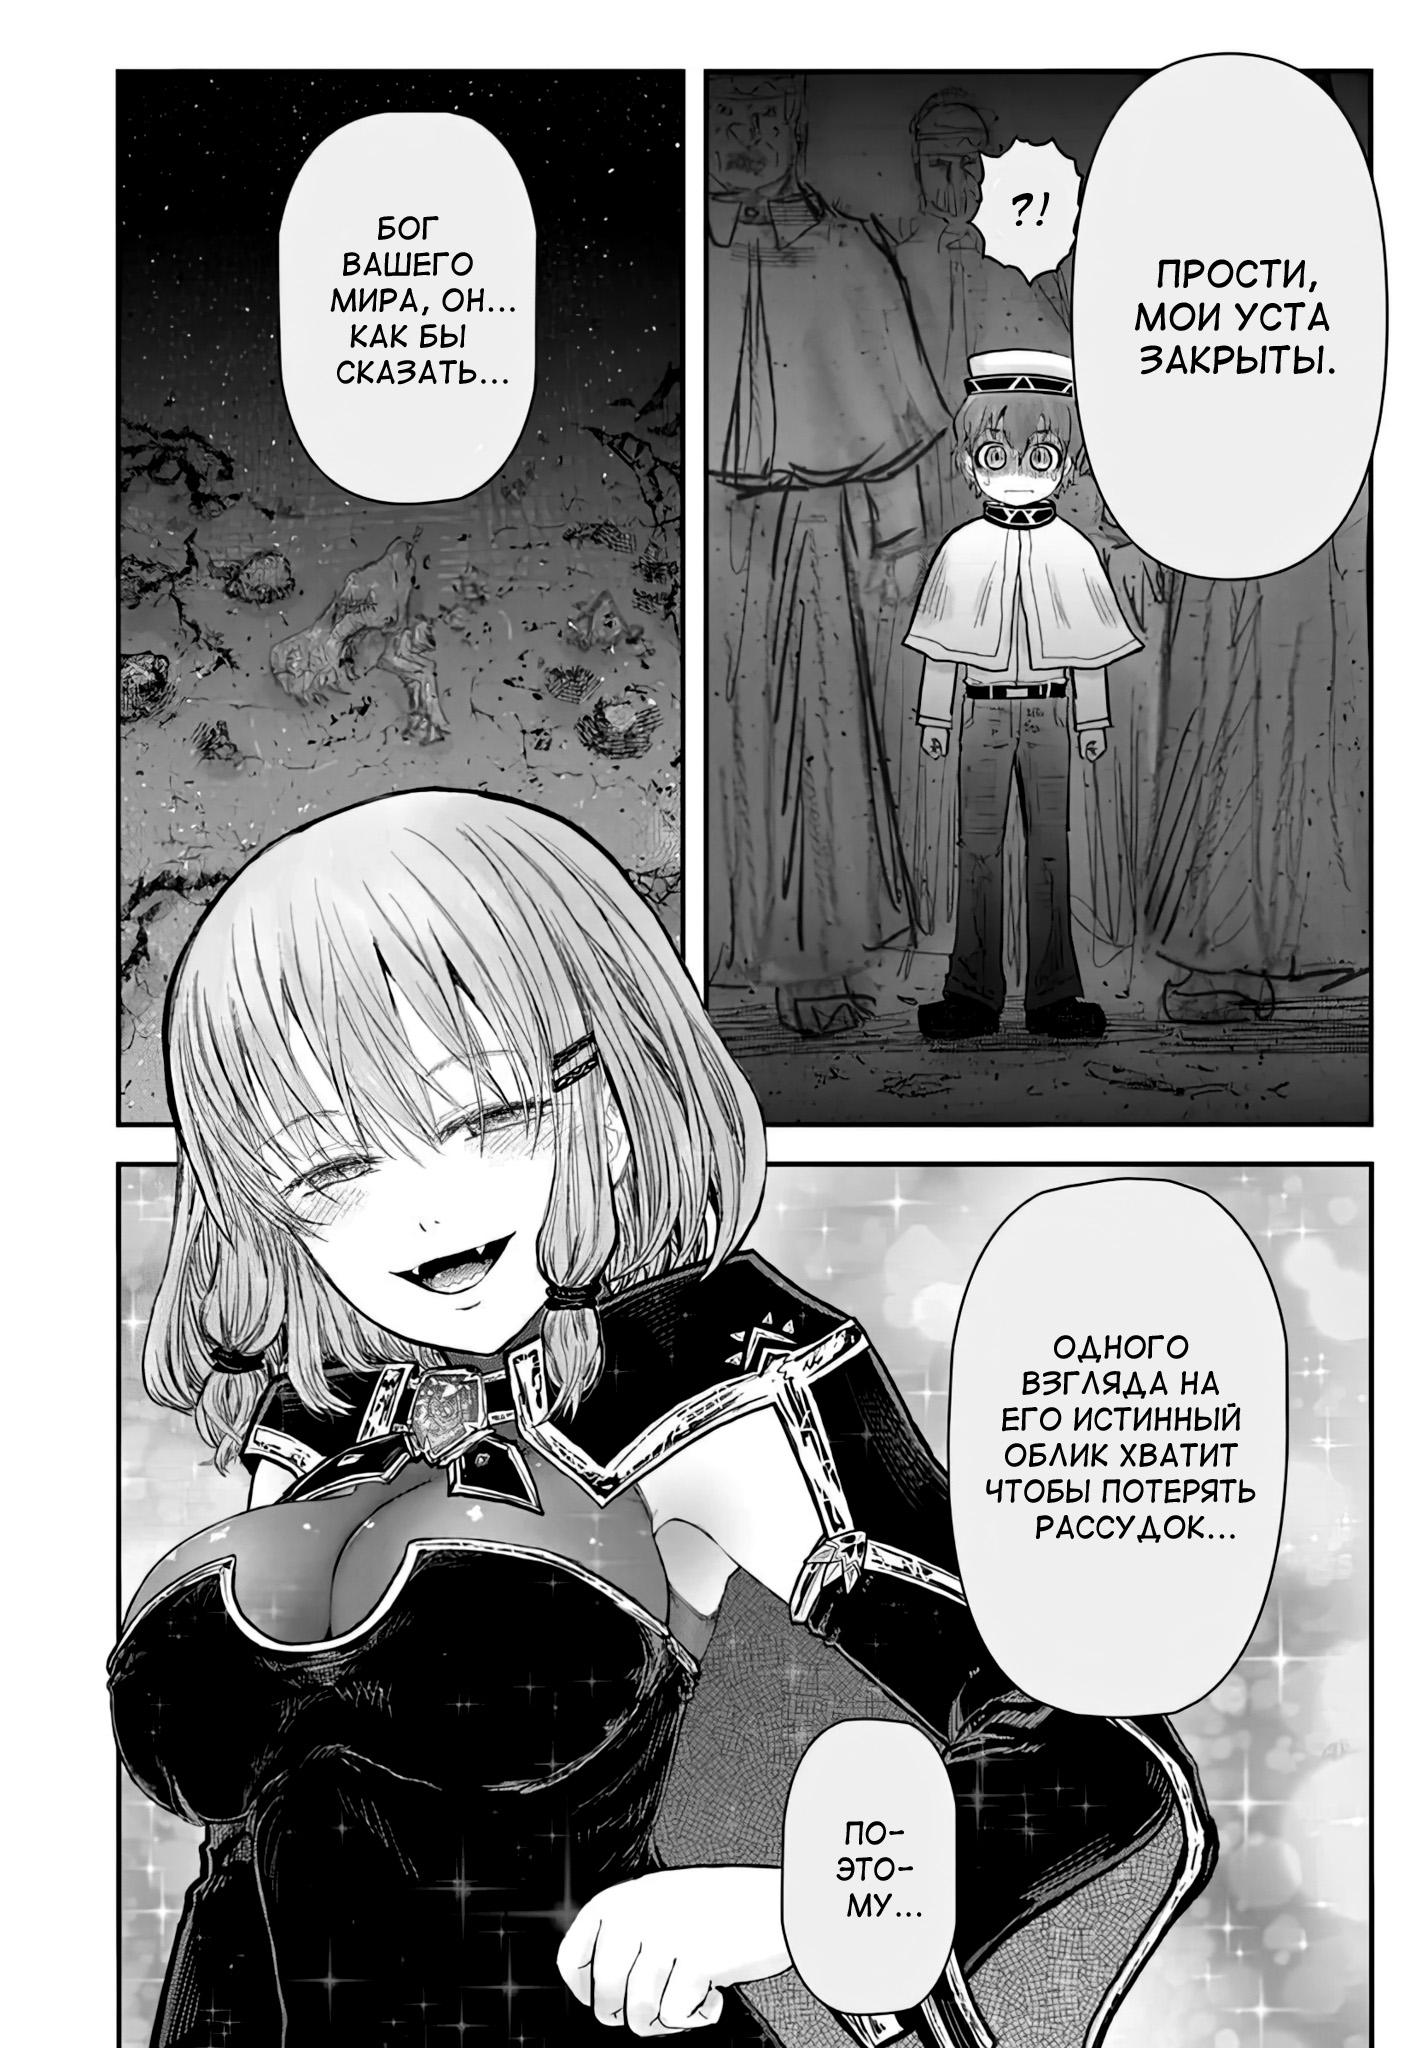 ПРОСТИ,
МОИ УСТА
ЗАКРЫТЫ.
?!
БОГ
ВАШЕГО
МИРА, ОН...
КАК БЫ
СКАЗАТЬ...
ОДНОГО
ВЗГЛЯДА НА
ЕГО ИСТИННЫЙ
ОБЛИК ХВАТИТ
ЧТОБЫ ПОТЕРЯТЬ
РАССУДОК...
ПО-
ЭТО-
МУ...